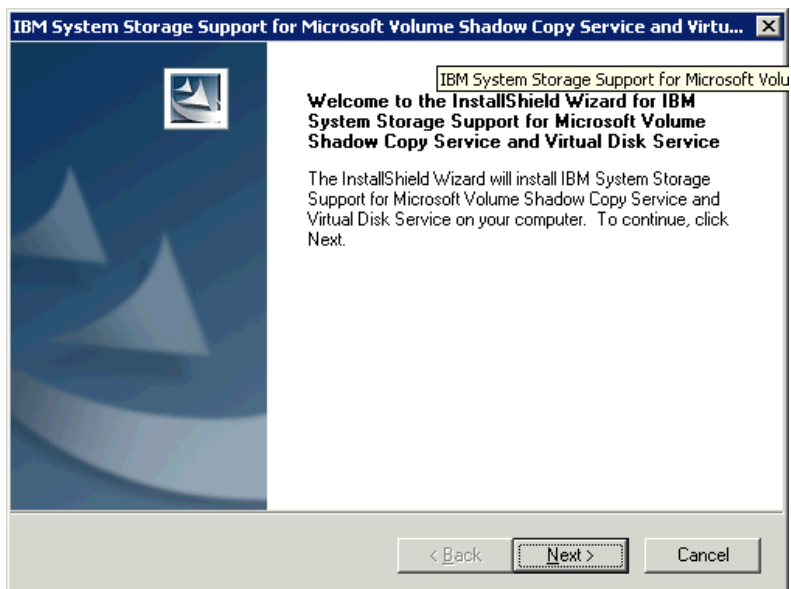 IBM System Storage Support for Microsoft Volume Shadow Copy Service and Virtu...
IBM System Storage Support for Microsoft Volu
Welcome to the InstallShield Wizard for IBM
System Storage Support for Microsoft Volume
Shadow Copy Service and Virtual Disk Service
The InstallShield Wizard will install IBM System Storage
Support for Microsoft Volume Shadow Copy Service and
Virtual Disk Service on your computer. To continue, click
Next.
< Back Next > Cancel